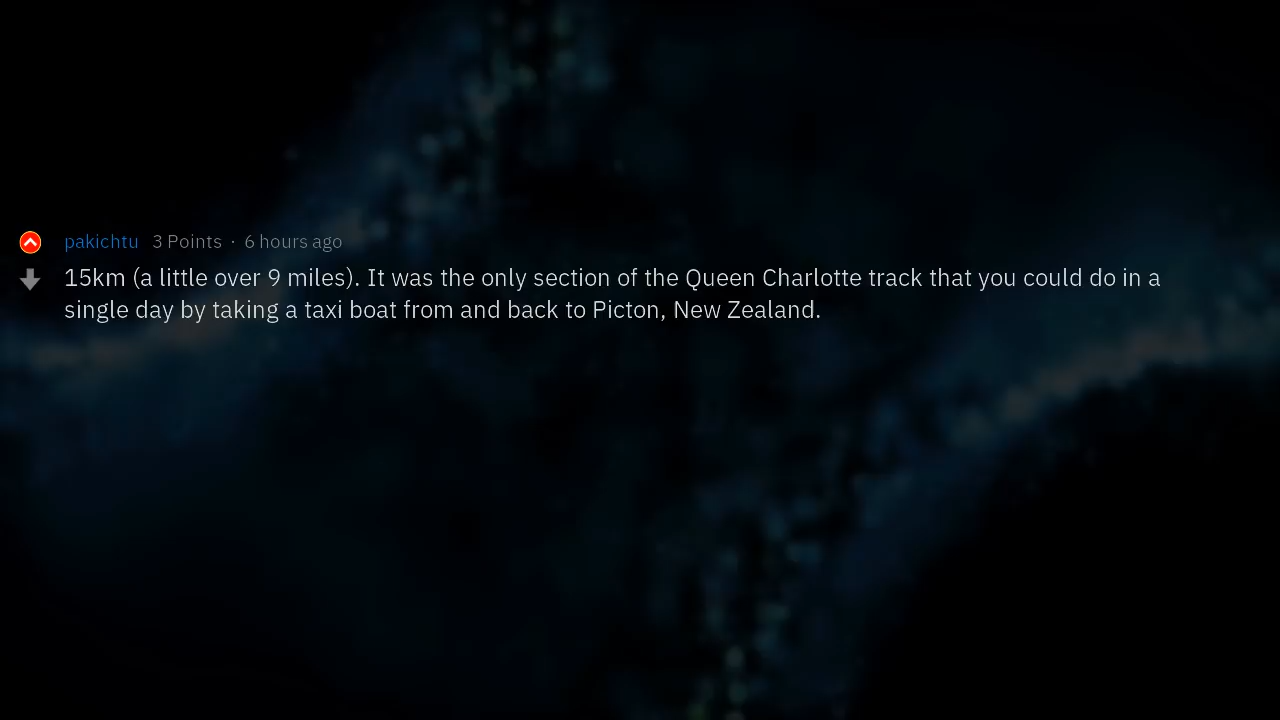 pakichtu 3 Points · 6 hours ago
15km (a little over 9 miles). It was the only section of the Queen Charlotte track that you could do in a
single day by taking a taxi boat from and back to Picton, New Zealand.